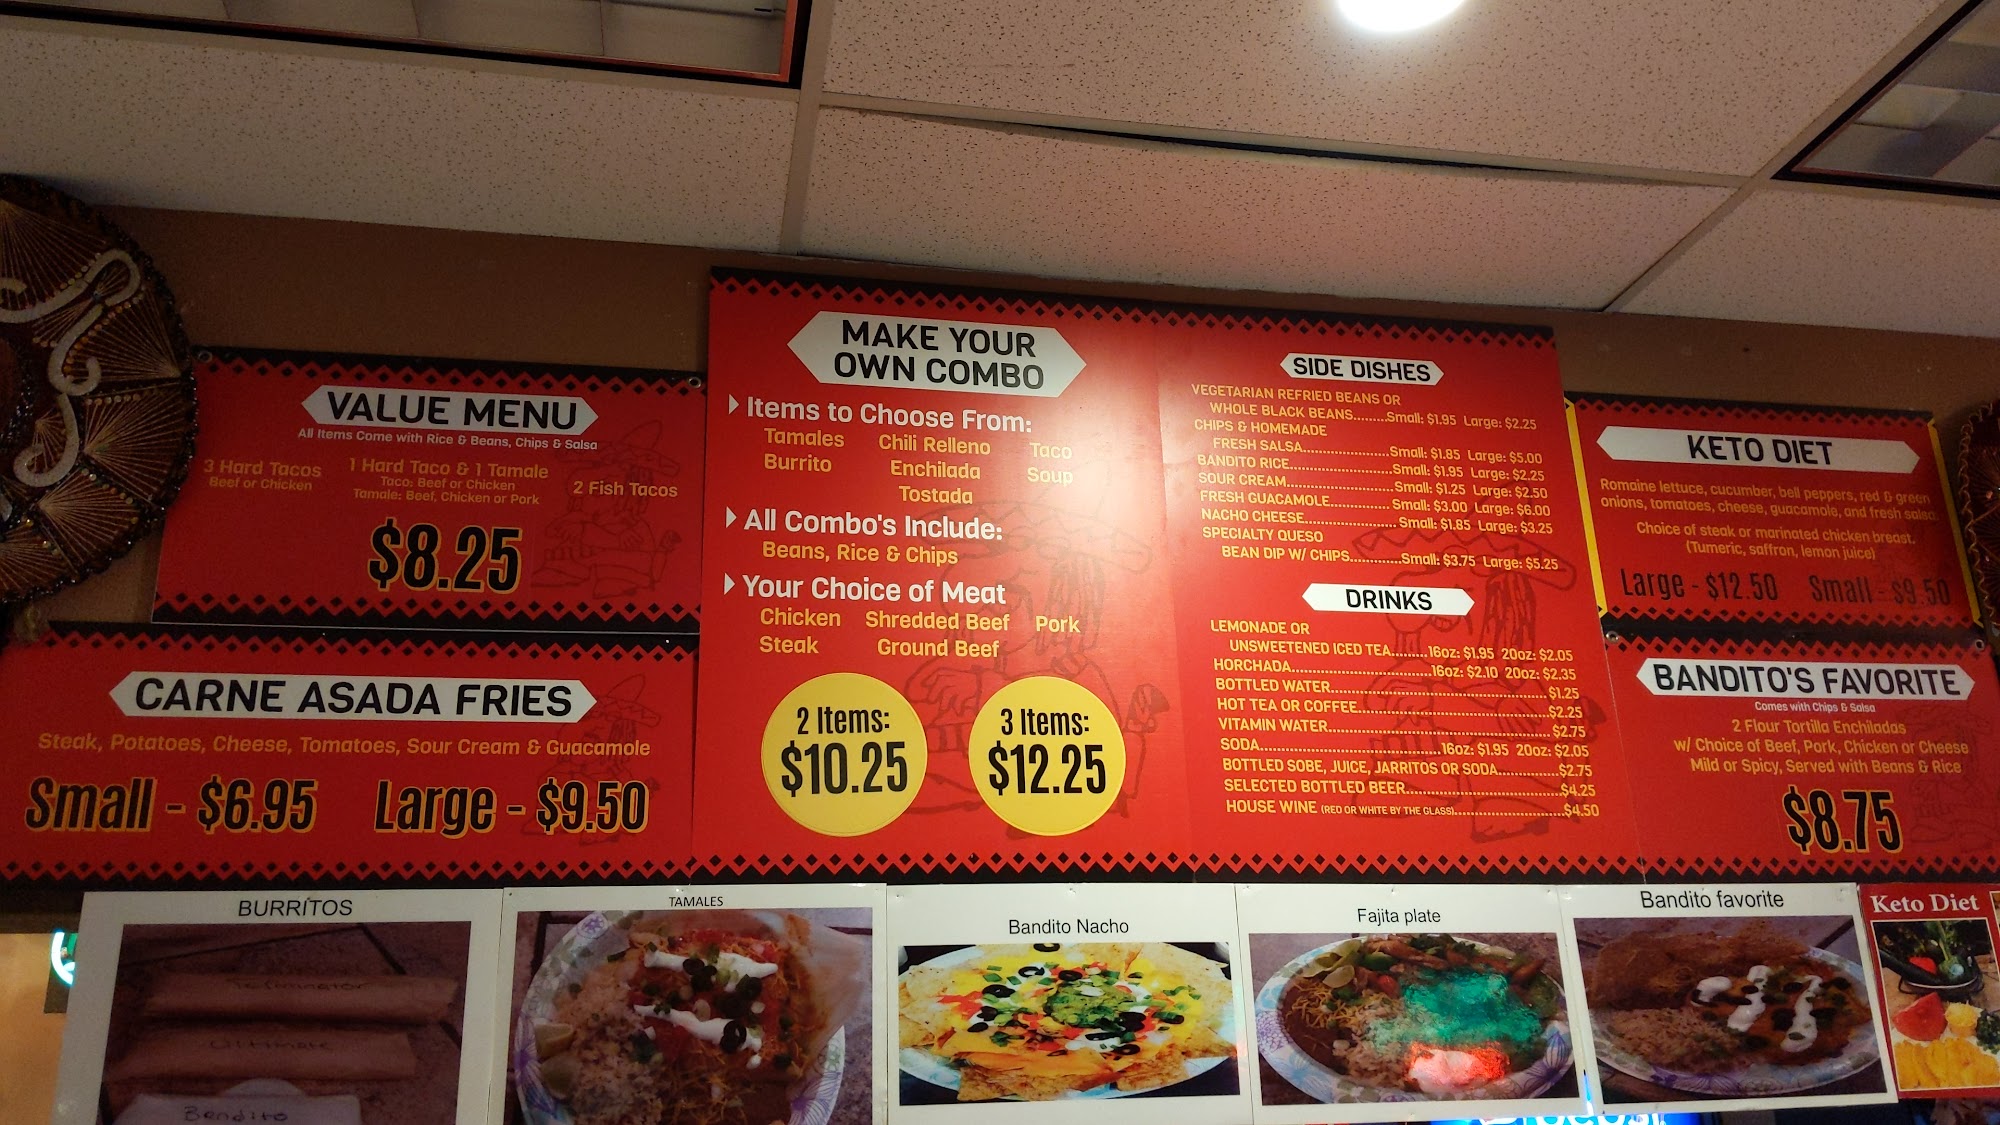 VALUE MENU
All Items Come with Rice & Beans, Chips & Salsa
3 Hard Tacos
Beef or Chicken
1 Hard Taco & 1 Tamale
Taco: Beef or Chicken
Tamale: Beef, Chicken or Pork
2 Fish Tacos
$8.25
CARNE ASADA FRIES
Steak, Potatoes, Cheese, Tomatoes, Sour Cream & Guacamole
Small - $6.95 Large - $9.50
MAKE YOUR
OWN COMBO
Items to Choose From:
Tamales Chili Relleno Taco
Burrito Enchilada Soup
Tostada
All Combo's Include:
Beans, Rice & Chips
Your Choice of Meat
Chicken Shredded Beef Pork
Steak Ground Beef
2 Items:
$10.25
3 Items:
$12.25
SIDE DISHES
VEGETARIAN REFRIED BEANS OR
WHOLE BLACK BEANS........Small: $1.95 Large: $2.25
CHIPS & HOMEMADE
FRESH SALSA....................Small: $1.85 Large: $5.00
BANDITO RICE........................Small: $1.95 Large: $2.25
SOUR CREAM.........................Small: $1.25 Large: $2.50
FRESH GUACAMOLE..............Small: $3.00 Large: $6.00
NACHO CHEESE.....................Small: $1.85 Large: $3.25
SPECIALTY QUESO
BEAN DIP W/ CHIPS.............Small: $3.75 Large: $5.25
DRINKS
LEMONADE OR
UNSWEETENED ICED TEA.........16oz: $1.95 20oz: $2.05
HORCHADA................................16oz: $2.10 20oz: $2.35
BOTTLED WATER..................................................$1.25
HOT TEA OR COFFEE............................................$2.25
VITAMIN WATER...................................................$2.75
SODA..........................................16oz: $1.95 20oz: $2.05
BOTTLED SOBE, JUICE, JARRITOS OR SODA..............$2.75
SELECTED BOTTLED BEER....................................$4.25
HOUSE WINE (RED OR WHITE BY THE GLASS).........................$4.50
KETO DIET
Romaine lettuce, cucumber, bell peppers, red & green
onions, tomatoes, cheese, guacamole, and fresh salsa.
Choice of steak or marinated chicken breast.
(Tumeric, saffron, lemon juice)
Large - $12.50 Small - $9.50
BANDITO'S FAVORITE
Comes with Chips & Salsa
2 Flour Tortilla Enchiladas
w/ Choice of Beef, Pork, Chicken or Cheese
Mild or Spicy, Served with Beans & Rice
$8.75
BURRITOS
Terminator
Ultimate
Bandito
TAMALES
Bandito Nacho
Fajita plate
Bandito favorite
Keto Diet